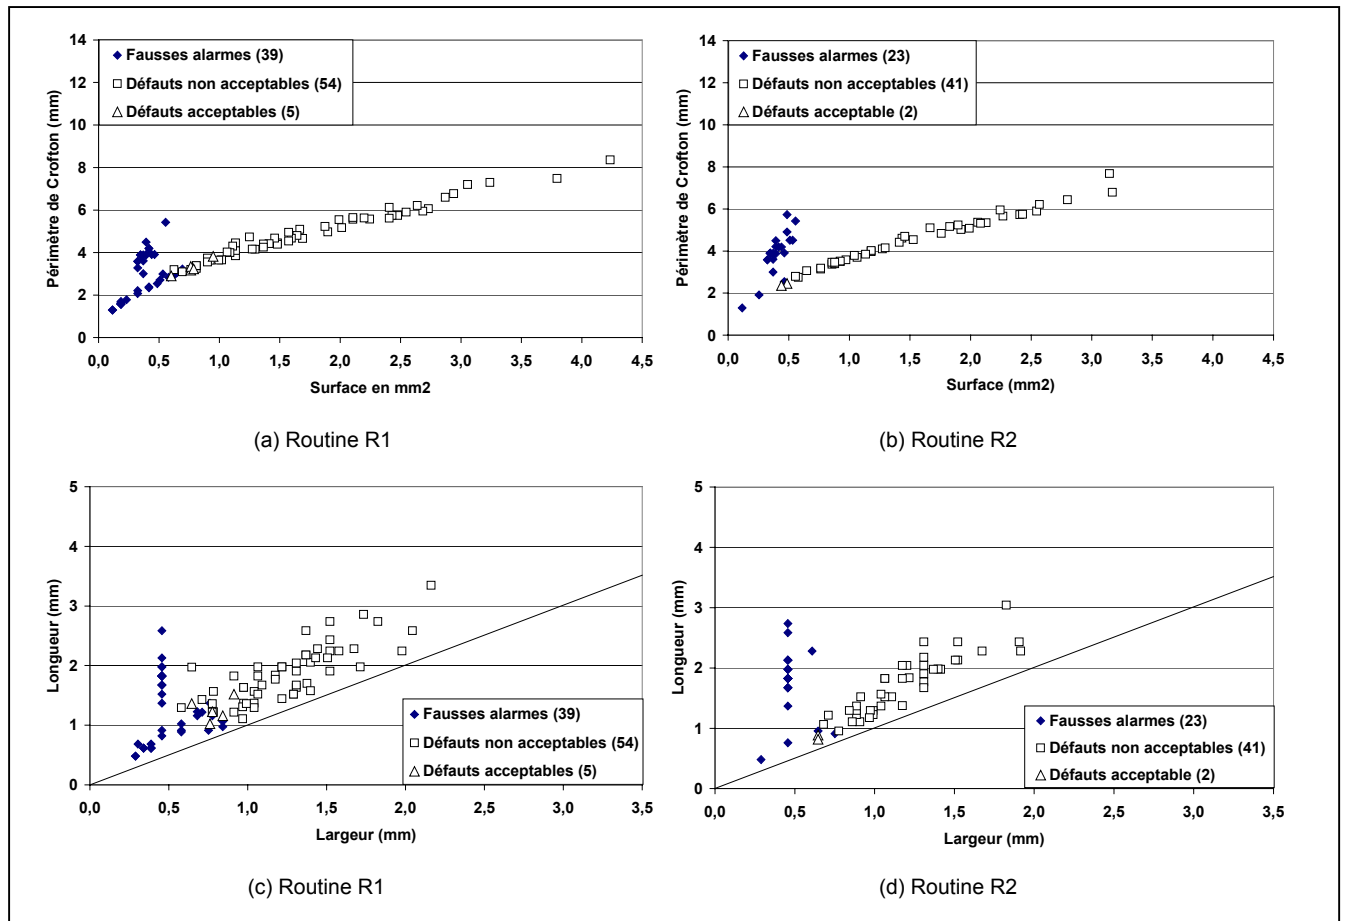 Fausses alarmes (39)
Défauts non acceptables (54)
Défauts acceptables (5)
14
12
10
8
6
4
2
0
Périmètre de Crofton (mm)
0,0 0,5 1,0 1,5 2,0 2,5 3,0 3,5 4,0 4,5
Surface en mm2
(a) Routine R1
Fausses alarmes (23)
Défauts non acceptables (41)
Défauts acceptable (2)
14
12
10
8
6
4
2
0
Périmètre de Crofton (mm)
0,0 0,5 1,0 1,5 2,0 2,5 3,0 3,5 4,0 4,5
Surface (mm2)
(b) Routine R2
5
4
3
2
1
0
Longueur (mm)
Fausses alarmes (39)
Défauts non acceptables (54)
Défauts acceptables (5)
0,0 0,5 1,0 1,5 2,0 2,5 3,0 3,5
Largeur (mm)
(c) Routine R1
5
4
3
2
1
0
Longueur (mm)
Fausses alarmes (23)
Défauts non acceptables (41)
Défauts acceptable (2)
0,0 0,5 1,0 1,5 2,0 2,5 3,0 3,5
Largeur (mm)
(d) Routine R2